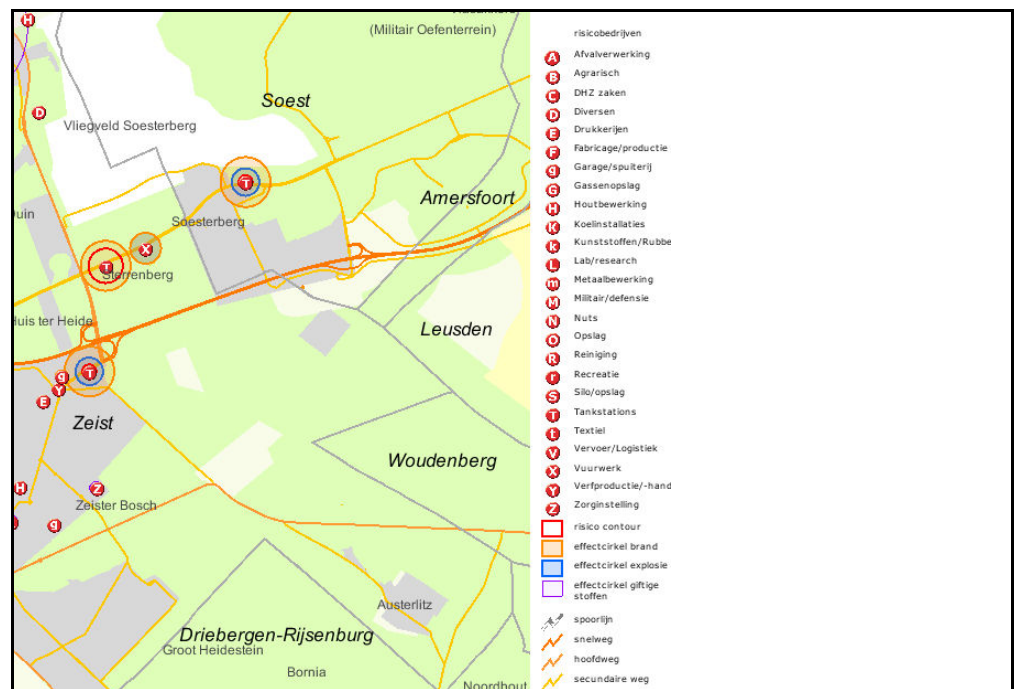 (Militair Oefenterrein)
H
Soest
D
Vliegveld Soesterberg
T
Amersfoort
Soesterberg
X
T
Sterrenberg
Huis ter Heide
Leusden
T
g
Y
E
Zeist
Woudenberg
H
Z
Zeister Bosch
g
Austerlitz
Driebergen-Rijsenburg
Groot Heidestein
Bornia
Noordhout
risicobedrijven
A Afvalverwerking
B Agrarisch
C DHZ zaken
D Diversen
E Drukkerijen
F Fabricage/productie
g Garage/spuiterij
G Gassenopslag
H Houtbewerking
K Koelinstallaties
k Kunststoffen/Rubbe
L Lab/research
m Metaalbewerking
M Militair/defensie
N Nuts
O Opslag
R Reiniging
r Recreatie
S Silo/opslag
T Tankstations
t Textiel
V Vervoer/Logistiek
X Vuurwerk
Y Verfproductie/-hand
Z Zorginstelling
risico contour
effectcirkel brand
effectcirkel explosie
effectcirkel giftige
stoffen
spoorlijn
snelweg
hoofdweg
secundaire weg